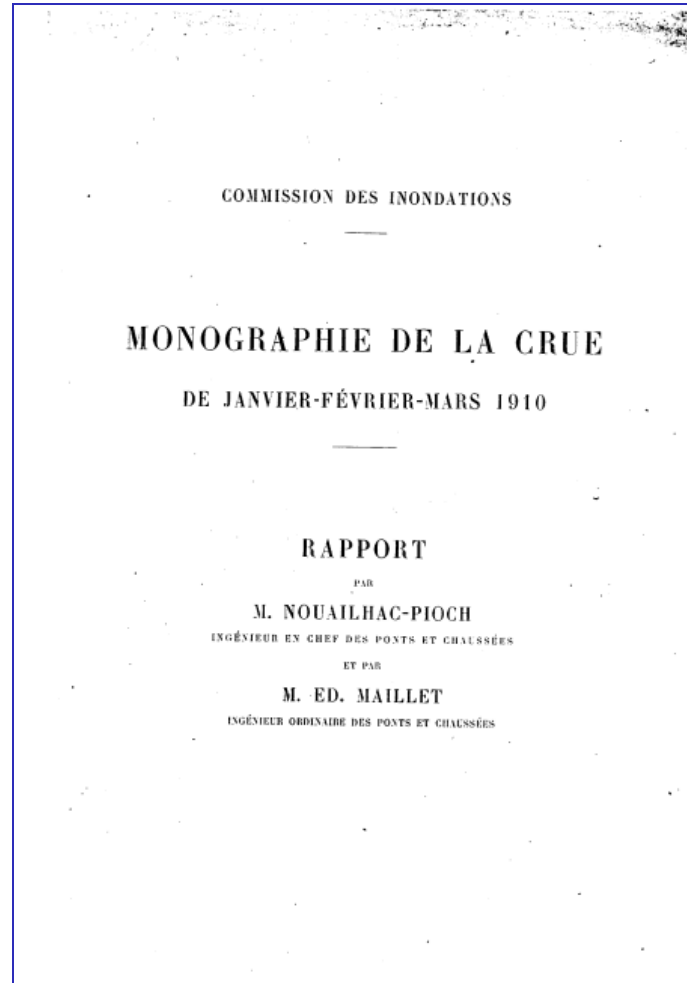 COMMISSION DES INONDATIONS
MONOGRAPHIE DE LA CRUE
DE JANVIER-FÉVRIER-MARS 1910
RAPPORT
PAR
M. NOUAILHAC-PIOCH
INGÉNIEUR EN CHEF DES PONTS ET CHAUSSÉES
ET PAR
M. ED. MAILLET
INGÉNIEUR ORDINAIRE DES PONTS ET CHAUSSÉES